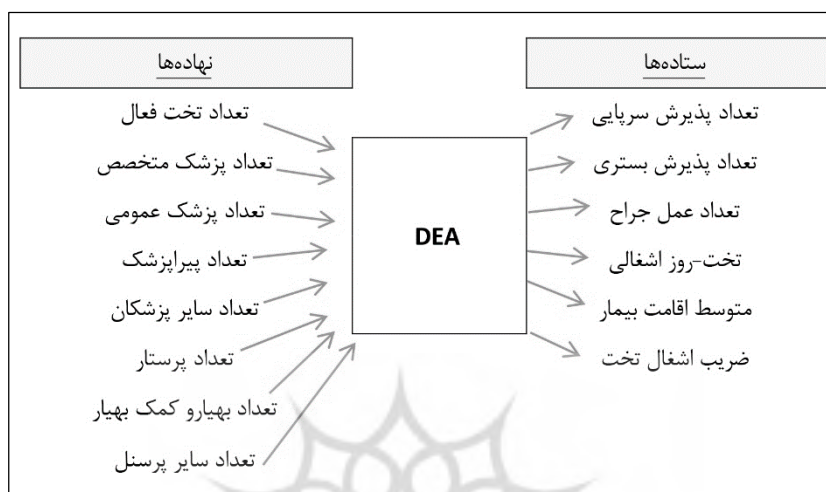 نهاده‌ها
تعداد تخت فعال
تعداد پزشک متخصص
تعداد پزشک عمومی
تعداد پیراپزشک
تعداد سایر پزشکان
تعداد پرستار
تعداد بهیارو کمک بهیار
تعداد سایر پرسنل
DEA
ستاده‌ها
تعداد پذیرش سرپایی
تعداد پذیرش بستری
تعداد عمل جراح
تخت-روز اشغالی
متوسط اقامت بیمار
ضریب اشغال تخت